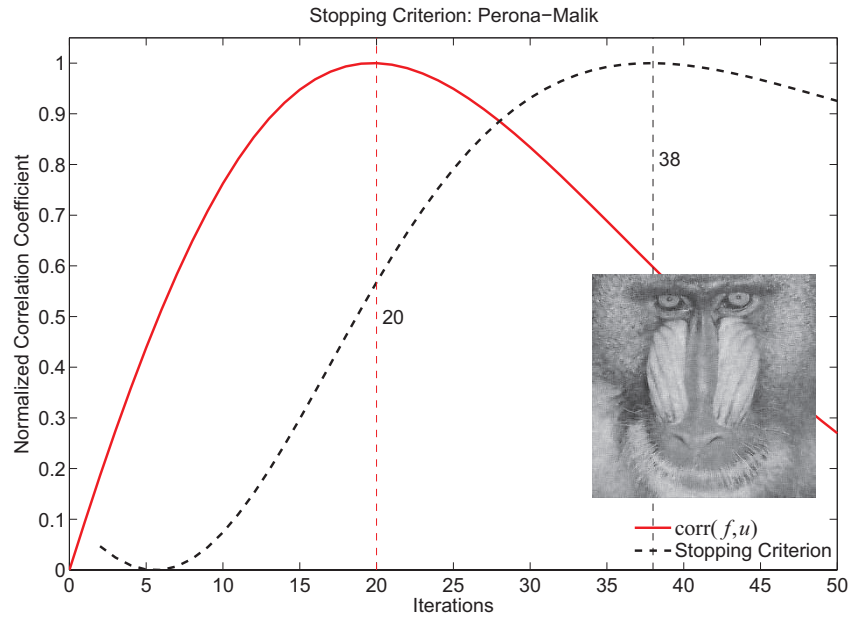 Stopping Criterion: Perona−Malik
Normalized Correlation Coefficient
1
0.9
0.8
0.7
0.6
0.5
0.4
0.3
0.2
0.1
0
38
20
corr(f,u)
Stopping Criterion
0 5 10 15 20 25 30 35 40 45 50
Iterations